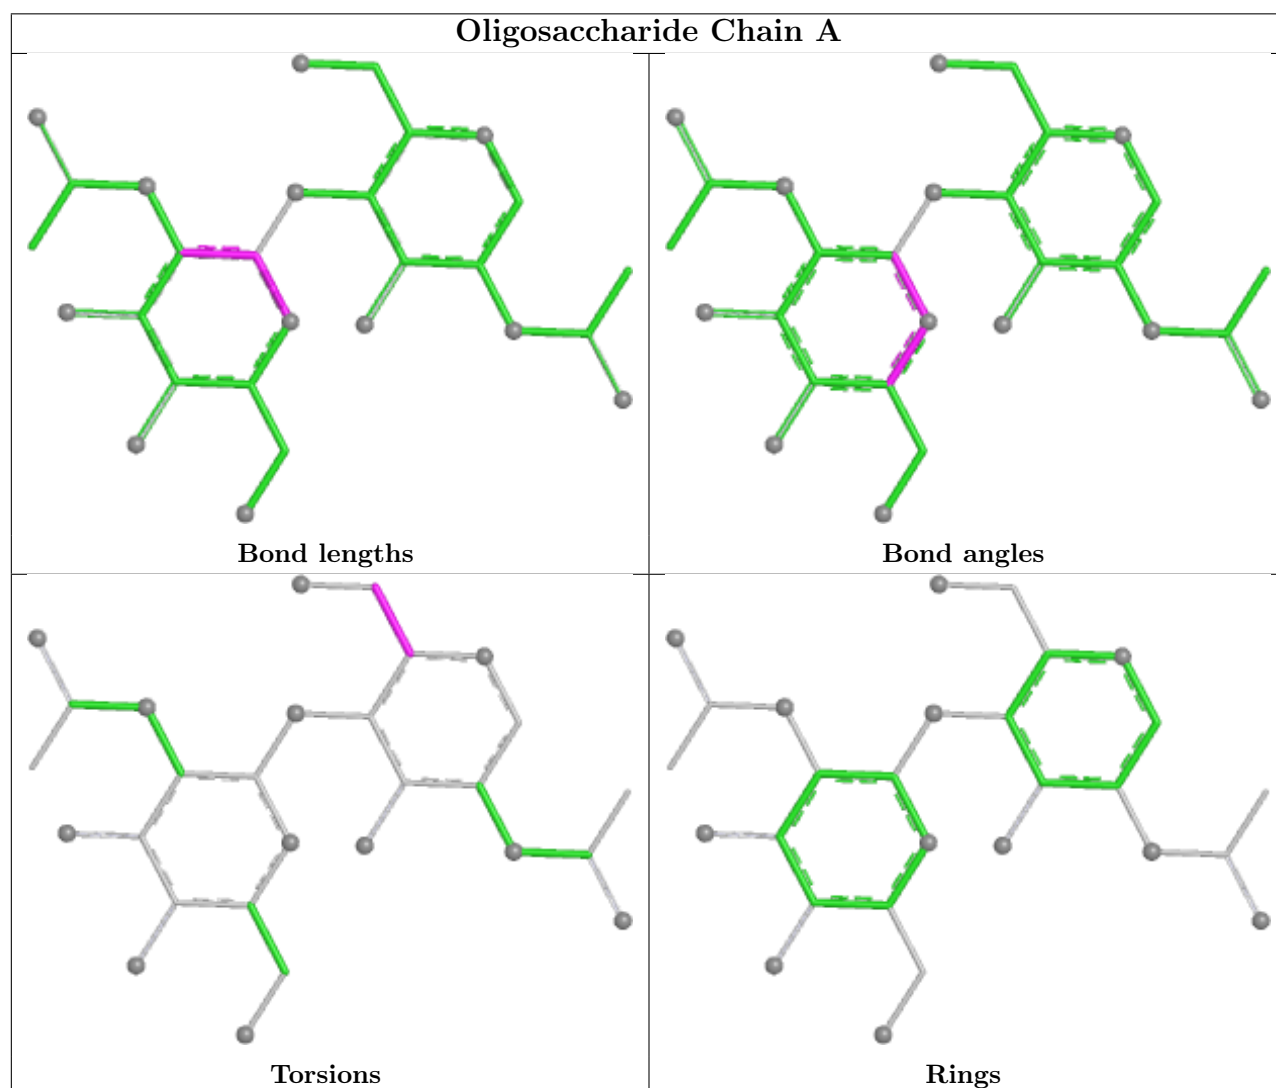 Oligosaccharide Chain A
Bond lengths
Bond angles
Torsions
Rings